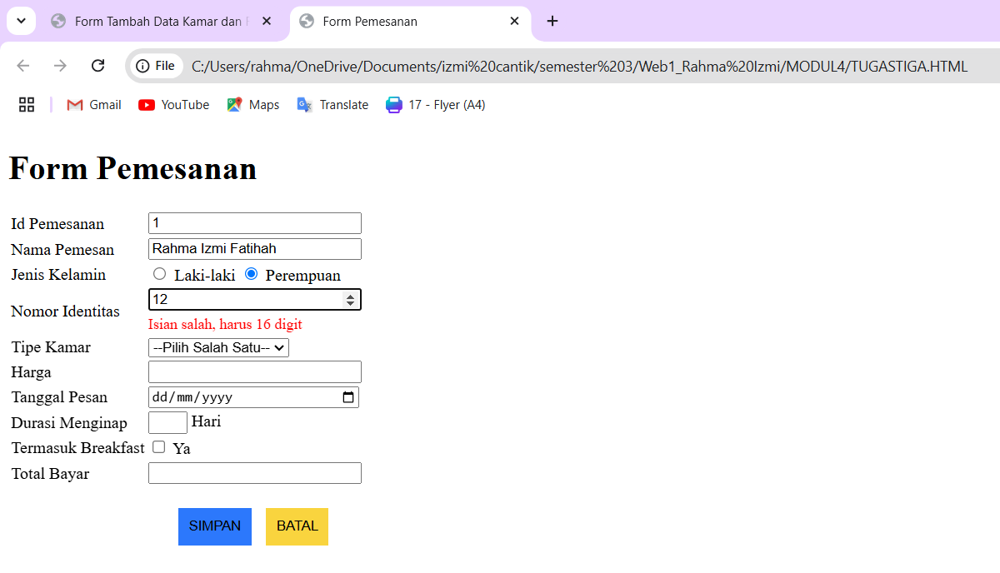 Form Tambah Data Kamar dan
Form Pemesanan
File
C:/Users/rahma/OneDrive/Documents/izmi%20cantik/semester%203/Web1_Rahma%20Izmi/MODUL4/TUGASTIGA.HTML
Gmail YouTube Maps Translate 17 - Flyer (A4)
Form Pemesanan
Id Pemesanan 1
Nama Pemesan Rahma Izmi Fatihah
Jenis Kelamin Laki-laki Perempuan
Nomor Identitas 12
Isian salah, harus 16 digit
Tipe Kamar --Pilih Salah Satu--
Harga
Tanggal Pesan dd/mm/yyyy
Durasi Menginap Hari
Termasuk Breakfast Ya
Total Bayar
SIMPAN BATAL